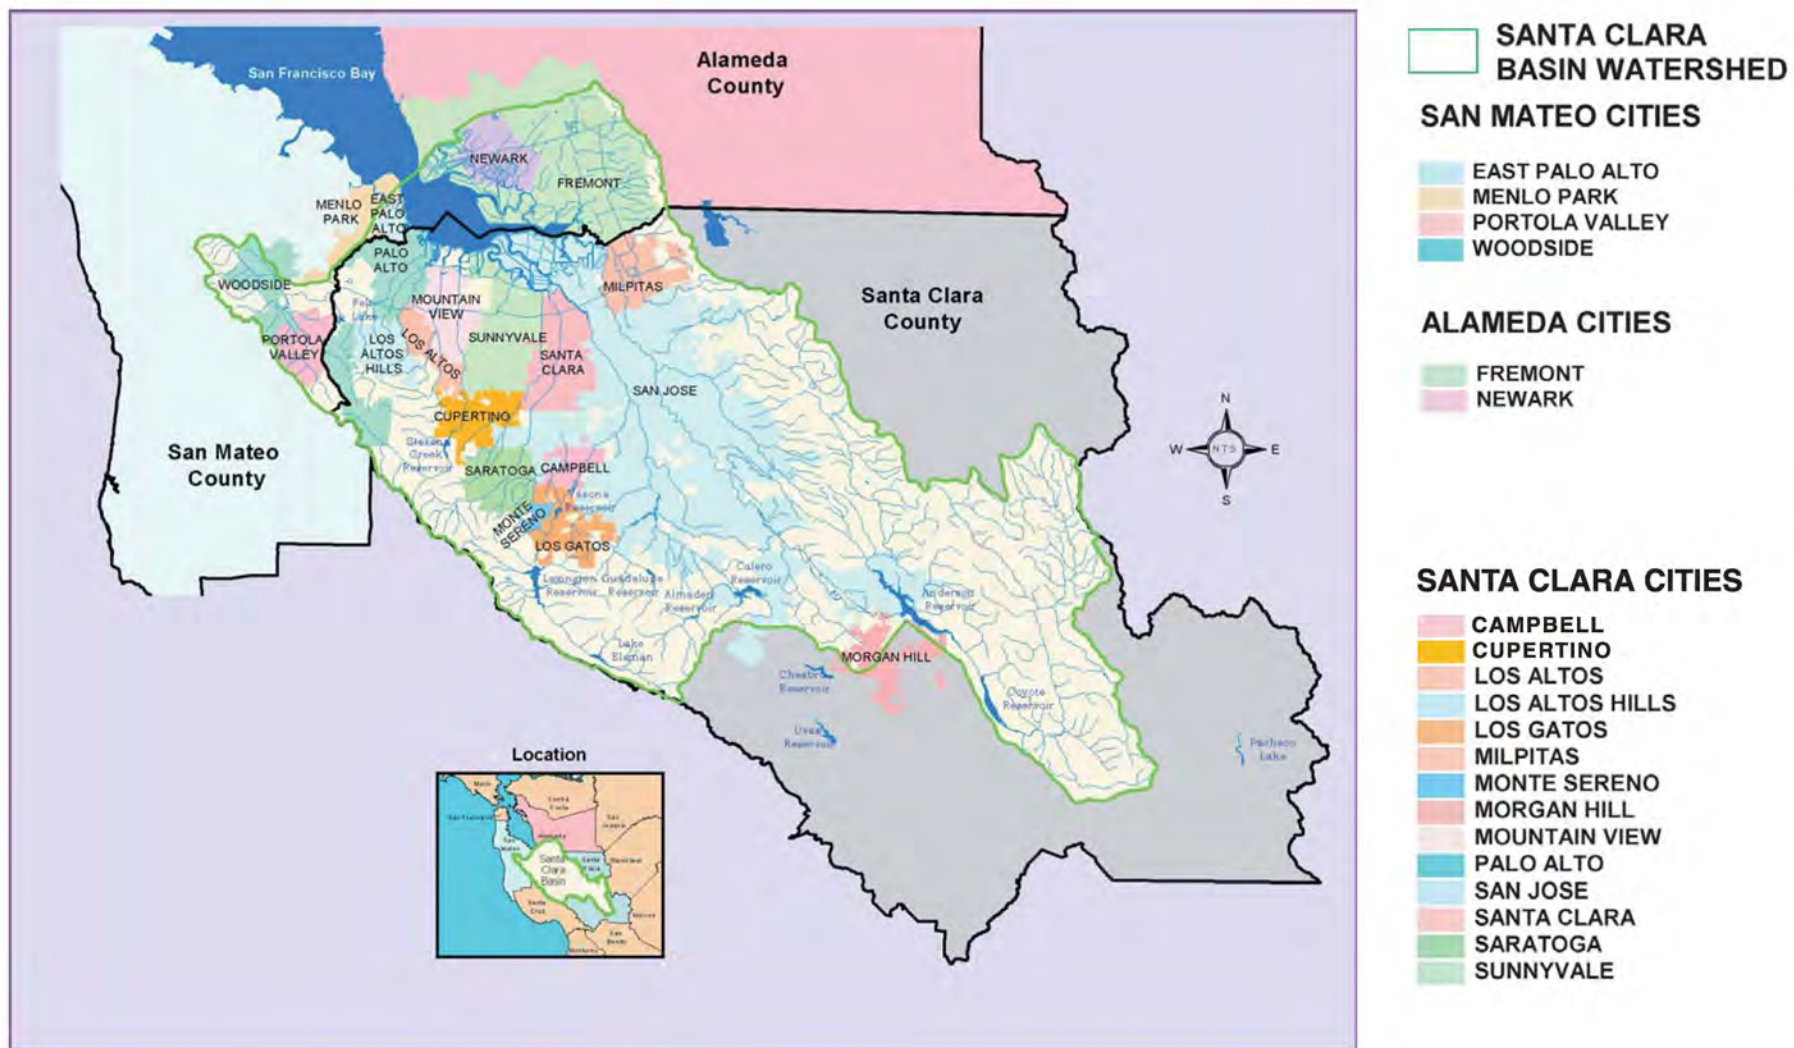 San Francisco Bay
Alameda
County
NEWARK
FREMONT
MENLO
PARK
EAST
PALO
ALTO
PALO
ALTO
WOODSIDE
MOUNTAIN
VIEW
MILPITAS
Santa Clara
County
Lake
PORTOLA
VALLEY
LOS
ALTOS
HILLS
LOS ALTOS
SUNNYVALE
SANTA
CLARA
SAN JOSE
CUPERTINO
San Mateo
County
Creek
Reservoir
SARATOGA
CAMPBELL
Reservoir
MONTE
SERENO
LOS GATOS
Lexington
Reservoir
Guadalupe
Reservoir
Almaden
Reservoir
Calero
Reservoir
Anderson
Reservoir
Lake
Elsman
MORGAN HILL
Reservoir
Coyote
Reservoir
Reservoir
Pacheco
Lake
N
W
NTS
E
S
Location
Santa
Clara
Basin
Santa
Cruz
SANTA CLARA
BASIN WATERSHED
SAN MATEO CITIES
EAST PALO ALTO
MENLO PARK
PORTOLA VALLEY
WOODSIDE
ALAMEDA CITIES
FREMONT
NEWARK
SANTA CLARA CITIES
CAMPBELL
CUPERTINO
LOS ALTOS
LOS ALTOS HILLS
LOS GATOS
MILPITAS
MONTE SERENO
MORGAN HILL
MOUNTAIN VIEW
PALO ALTO
SAN JOSE
SANTA CLARA
SARATOGA
SUNNYVALE